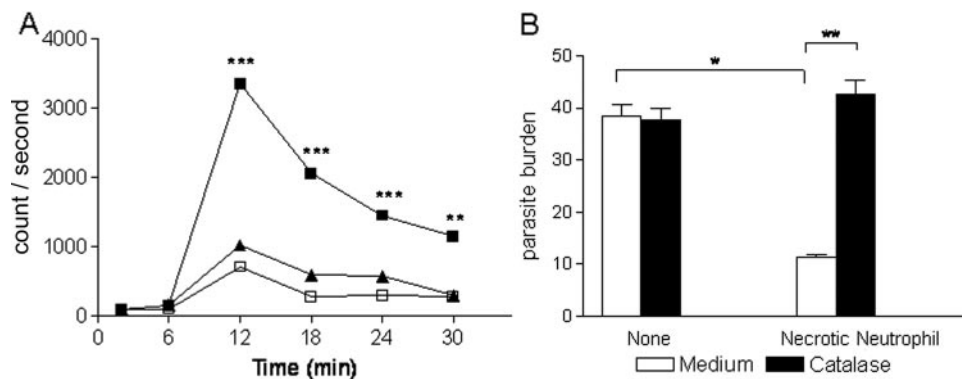 A
count / second
4000
3000
2000
1000
0
***
***
***
**
0 6 12 18 24 30
Time (min)
B
parasite burden
50
40
30
20
10
0
*
**
None Necrotic Neutrophil
Medium Catalase